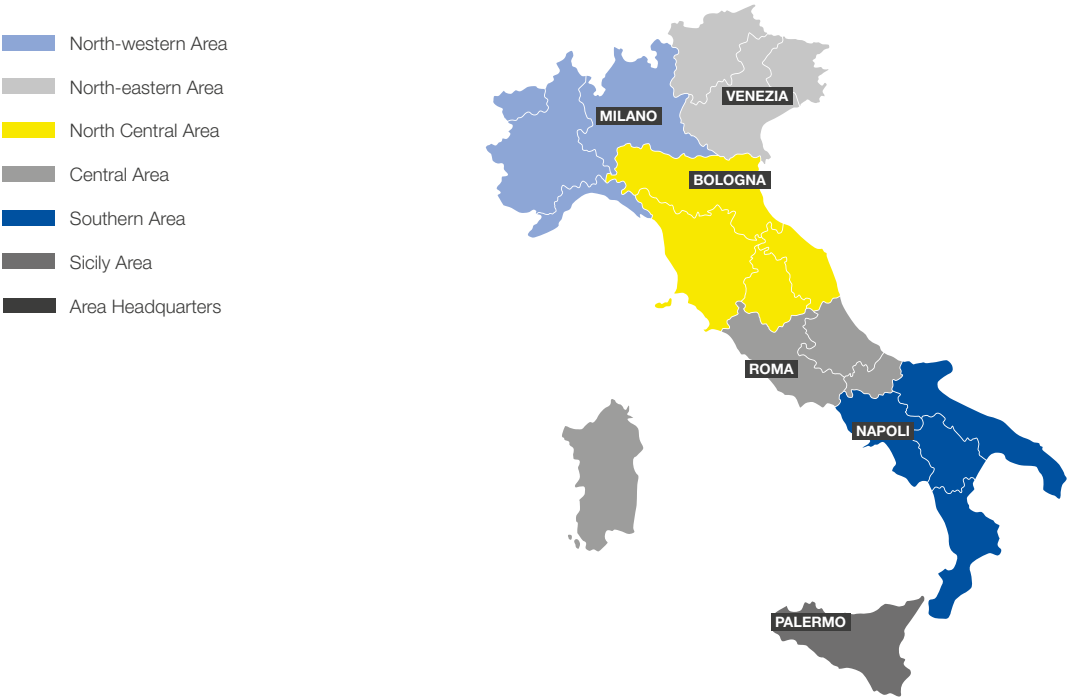 North-western Area
North-eastern Area
North Central Area
Central Area
Southern Area
Sicily Area
Area Headquarters
VENEZIA
MILANO
BOLOGNA
ROMA
NAPOLI
PALERMO